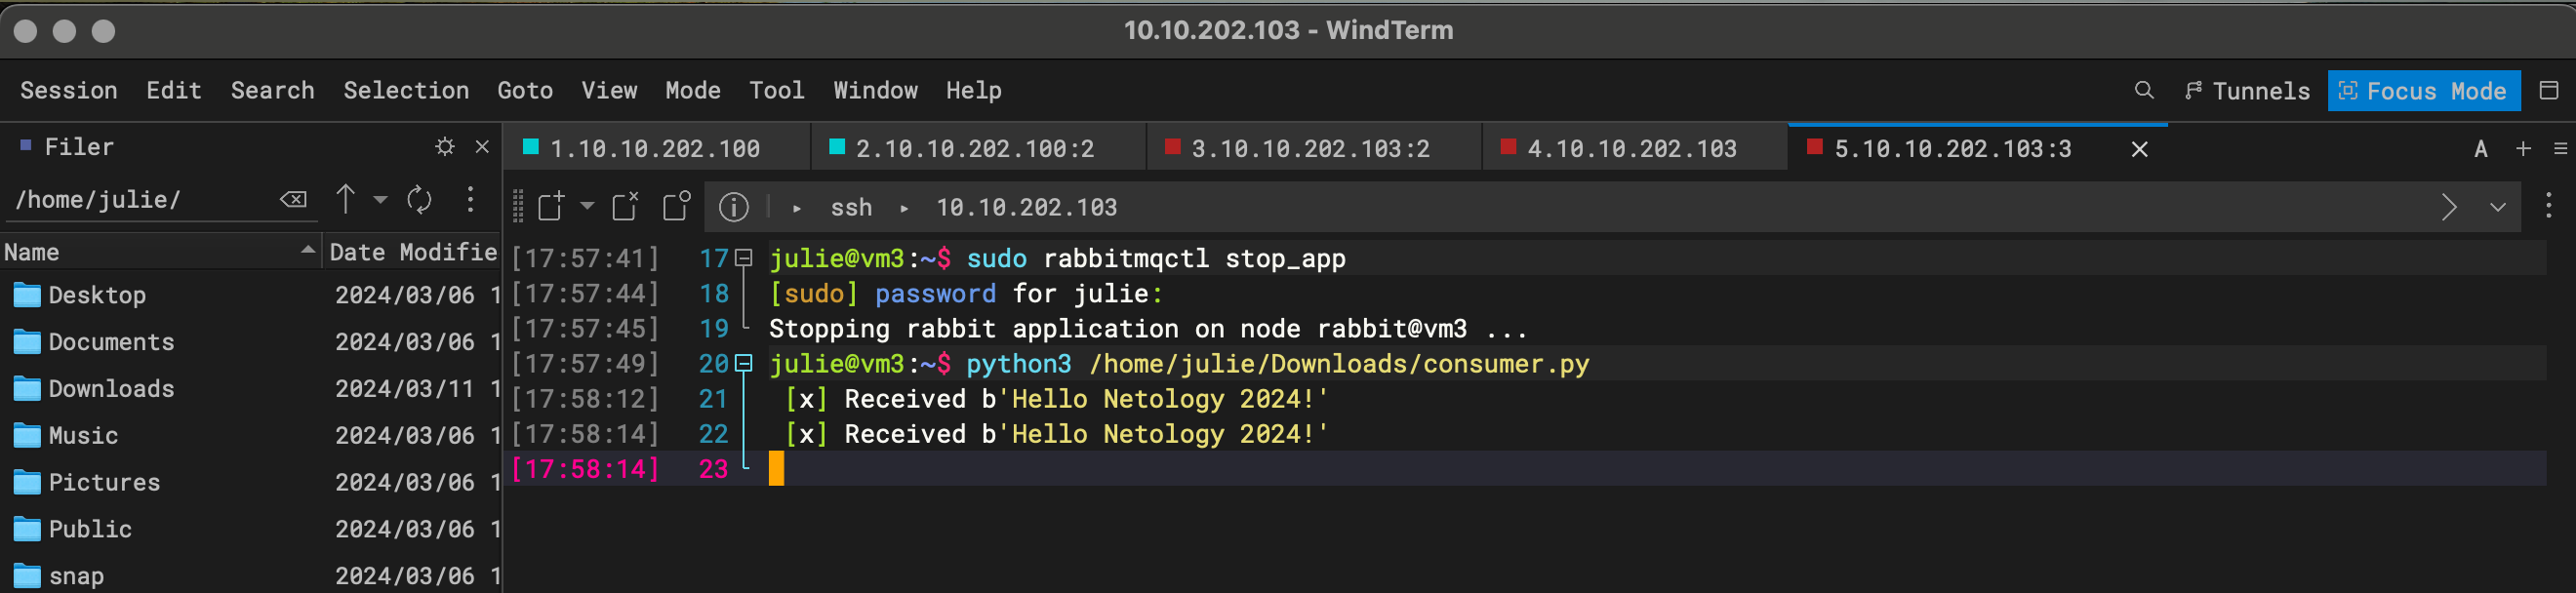 10.10.202.103 - WindTerm
Session Edit Search Selection Goto View Mode Tool Window Help Tunnels Focus Mode
Filer
1.10.10.202.100 2.10.10.202.100:2 3.10.10.202.103:2 4.10.10.202.103 5.10.10.202.103:3 A
/home/julie/
ssh 10.10.202.103
Name Date Modifie
Desktop 2024/03/06 1
Documents 2024/03/06 1
Downloads 2024/03/11 1
Music 2024/03/06 1
Pictures 2024/03/06 1
Public 2024/03/06 1
snap 2024/03/06 1
[17:57:41] 17 julie@vm3:~$ sudo rabbitmqctl stop_app
[17:57:44] 18 [sudo] password for julie:
[17:57:45] 19 Stopping rabbit application on node rabbit@vm3 ...
[17:57:49] 20 julie@vm3:~$ python3 /home/julie/Downloads/consumer.py
[17:58:12] 21 [x] Received b'Hello Netology 2024!'
[17:58:14] 22 [x] Received b'Hello Netology 2024!'
[17:58:14] 23